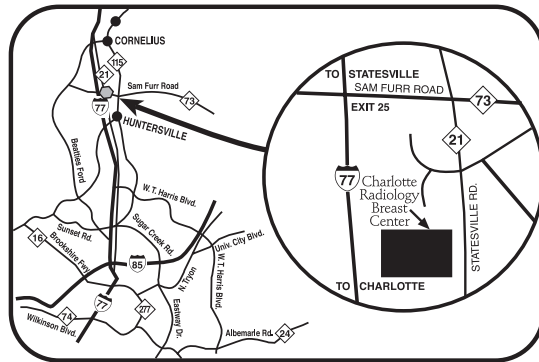 CORNELIUS
115
21
Sam Furr Road
73
77
HUNTERSVILLE
Beatties Ford
W. T. Harris Blvd.
Sunset Rd.
Sugar Creek Rd.
16
Brookshire Fwy.
N. Tryon
Univ. City Blvd.
W. T. Harris Blvd.
85
77
277
74
Wilkinson Blvd.
Eastway Dr.
Albemarle Rd.
24
TO STATESVILLE
SAM FURR ROAD
73
EXIT 25
21
77
Charlotte
Radiology
Breast
Center
STATESVILLE RD.
TO CHARLOTTE